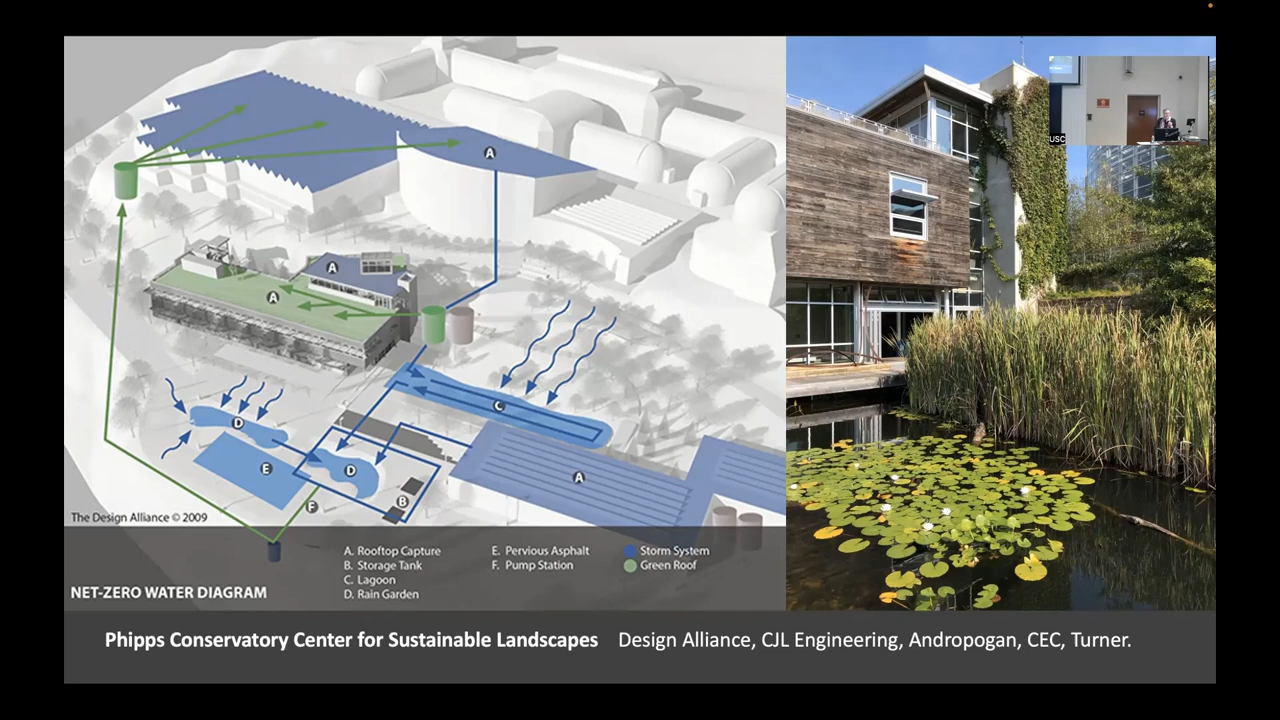 A
A
A
C
D
E
D
B
F
A
The Design Alliance © 2009
NET-ZERO WATER DIAGRAM
A. Rooftop Capture
B. Storage Tank
C. Lagoon
D. Rain Garden
E. Pervious Asphalt
F. Pump Station
Storm System
Green Roof
USC
Phipps Conservatory Center for Sustainable Landscapes Design Alliance, CJL Engineering, Andropogan, CEC, Turner.